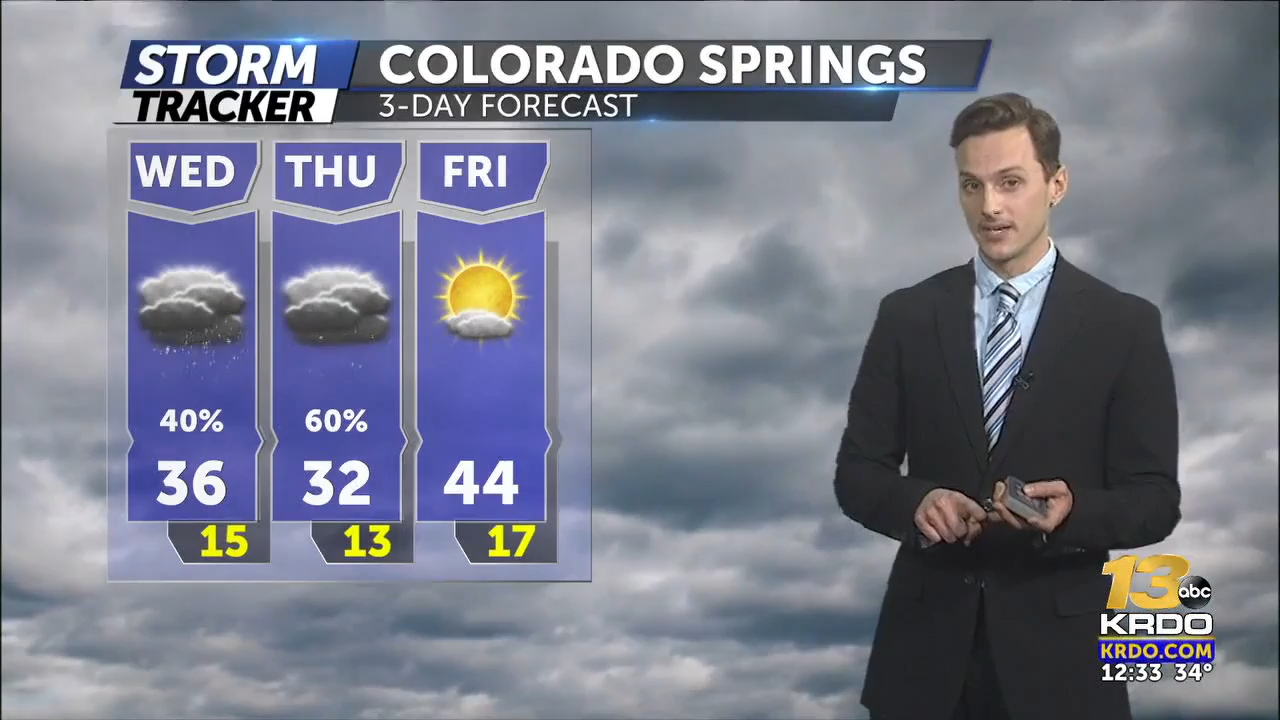 STORM
TRACKER
COLORADO SPRINGS
3-DAY FORECAST
WED THU FRI
40% 60%
36 32 44
15 13 17
13 abc
KRDO
KRDO.COM
12:33 34°